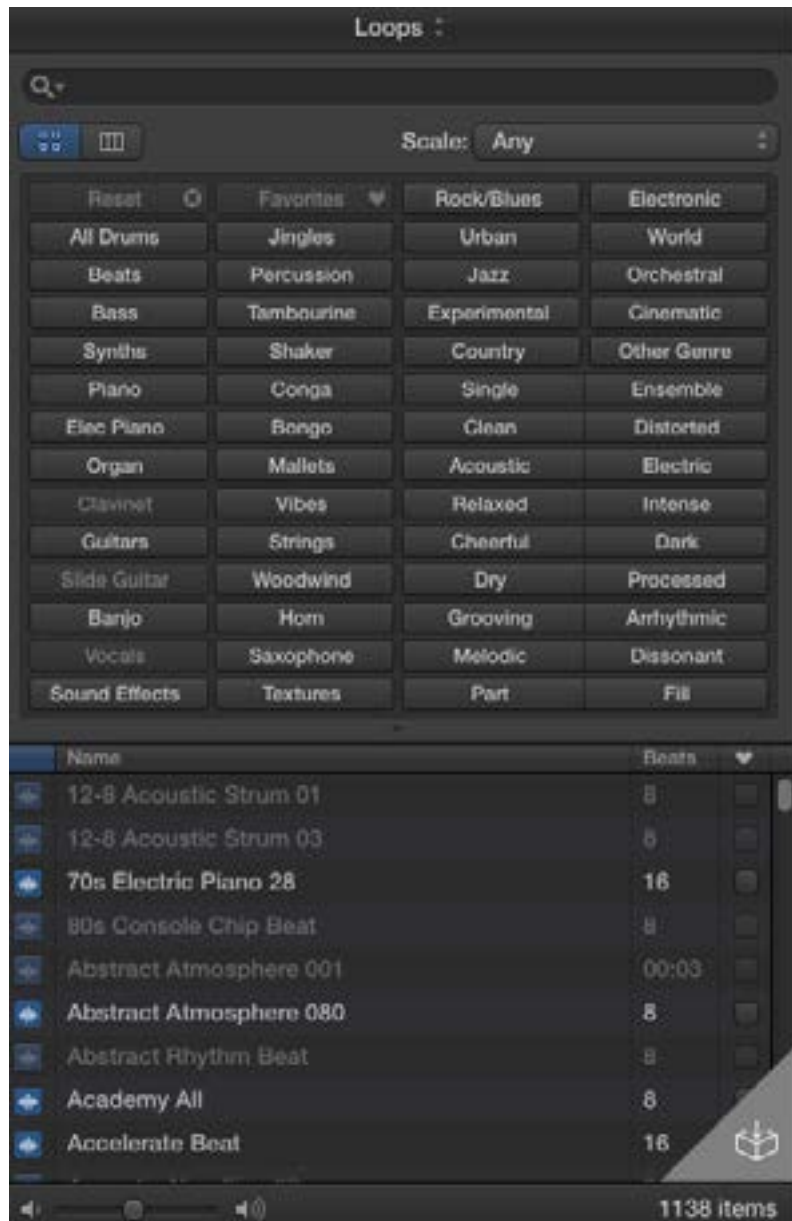 Loops
Scale: Any
Reset Favorites Rock/Blues Electronic
All Drums Jingles Urban World
Beats Percussion Jazz Orchestral
Bass Tambourine Experimental Cinematic
Synths Shaker Country Other Genre
Piano Conga Single Ensemble
Elec Piano Bongo Clean Distorted
Organ Mallets Acoustic Electric
Clavinet Vibes Relaxed Intense
Guitars Strings Cheerful Dark
Slide Guitar Woodwind Dry Processed
Banjo Horn Grooving Arrhythmic
Vocals Saxophone Melodic Dissonant
Sound Effects Textures Part Fill
Name Beats
12-8 Acoustic Strum 01 8
12-8 Acoustic Strum 03 8
70s Electric Piano 28 16
80s Console Chip Beat 8
Abstract Atmosphere 001 00:03
Abstract Atmosphere 080 8
Abstract Rhythm Beat 8
Academy All 8
Accelerate Beat 16
1138 items